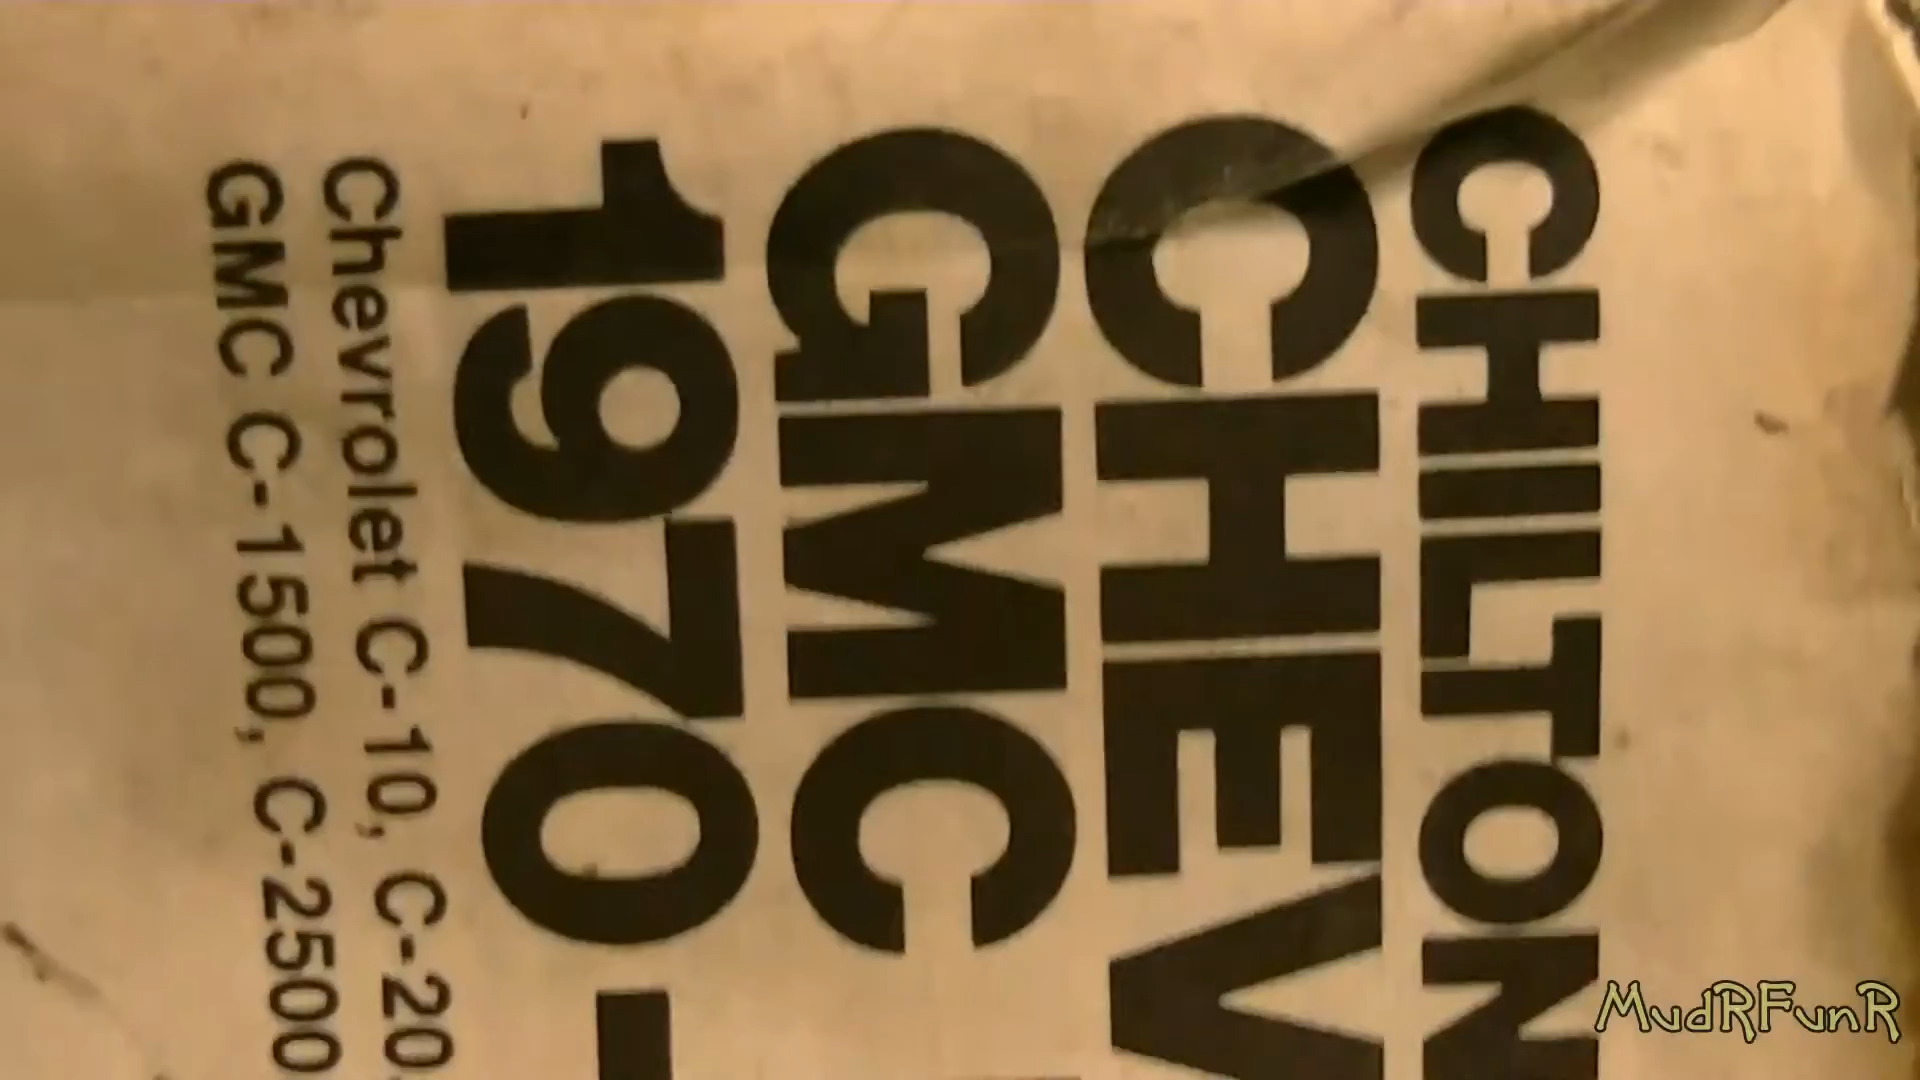 CHILTON
CHEV
GMC
1970-
Chevrolet C-10, C-20,
GMC C-1500, C-2500
MudRFunR